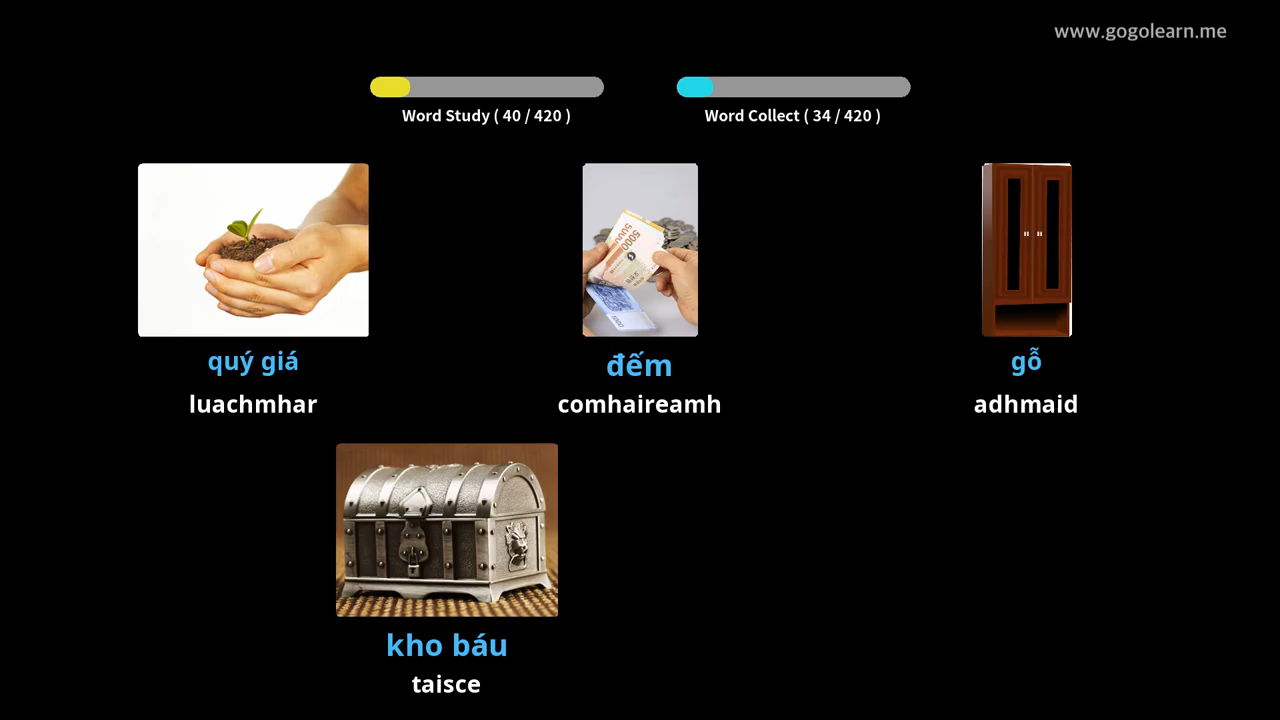 www.gogolearn.me
Word Study ( 40 / 420 )
Word Collect ( 34 / 420 )
quý giá
đếm
gỗ
luachmhar
comhaireamh
adhmaid
kho báu
taisce